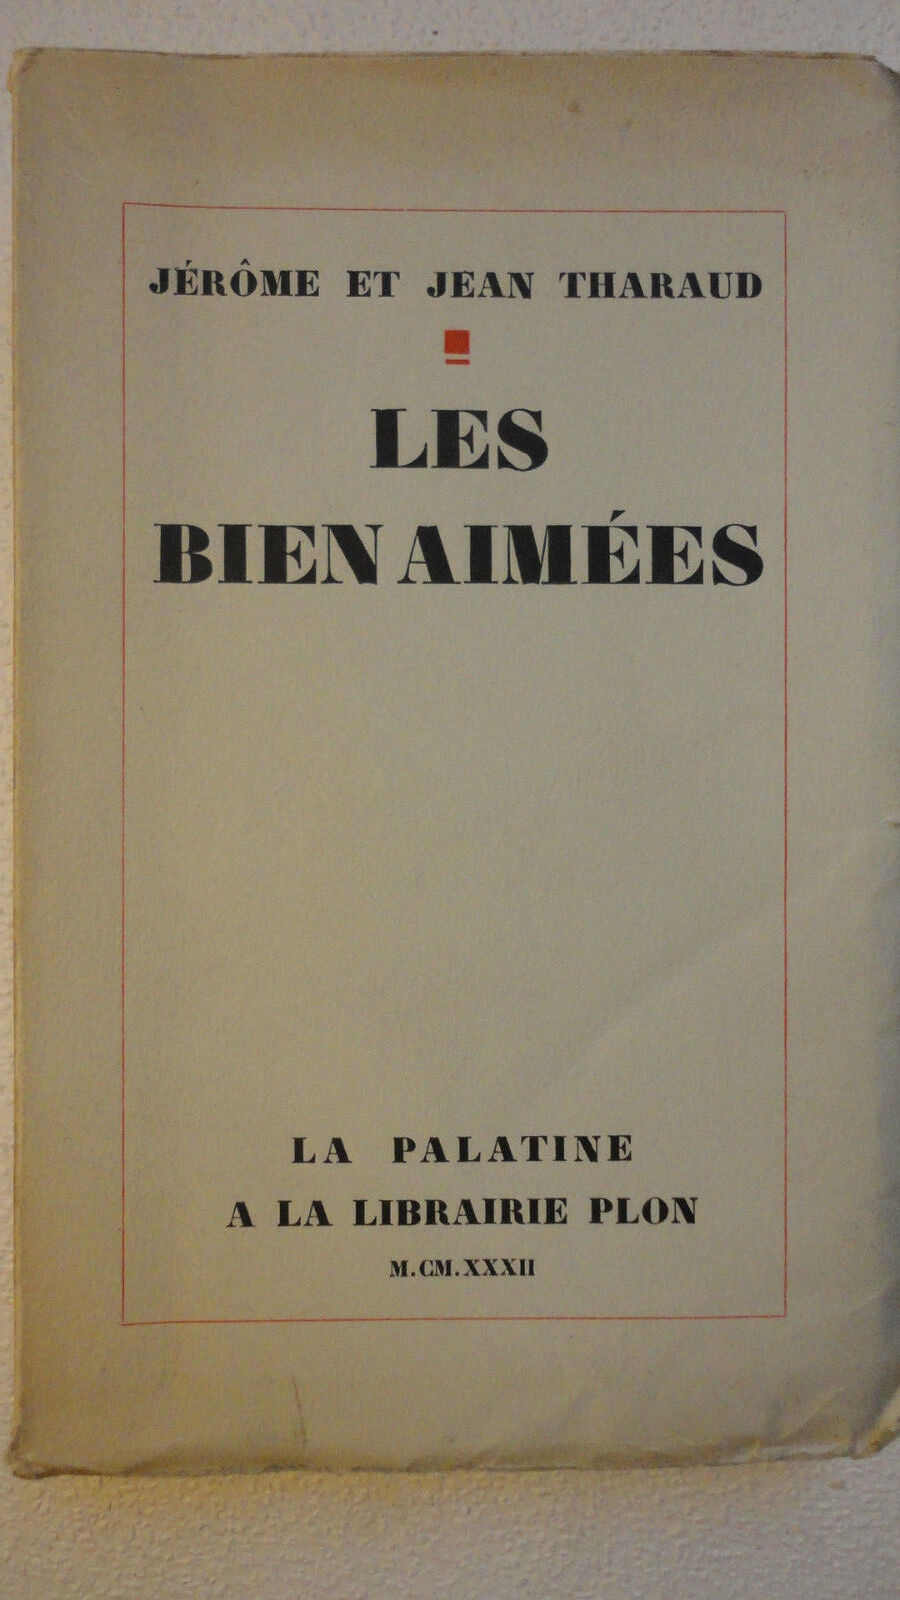 JÉRÔME ET JEAN THARAUD
LES
BIEN AIMÉES
LA PALATINE
A LA LIBRAIRIE PLON
M.CM.XXXII